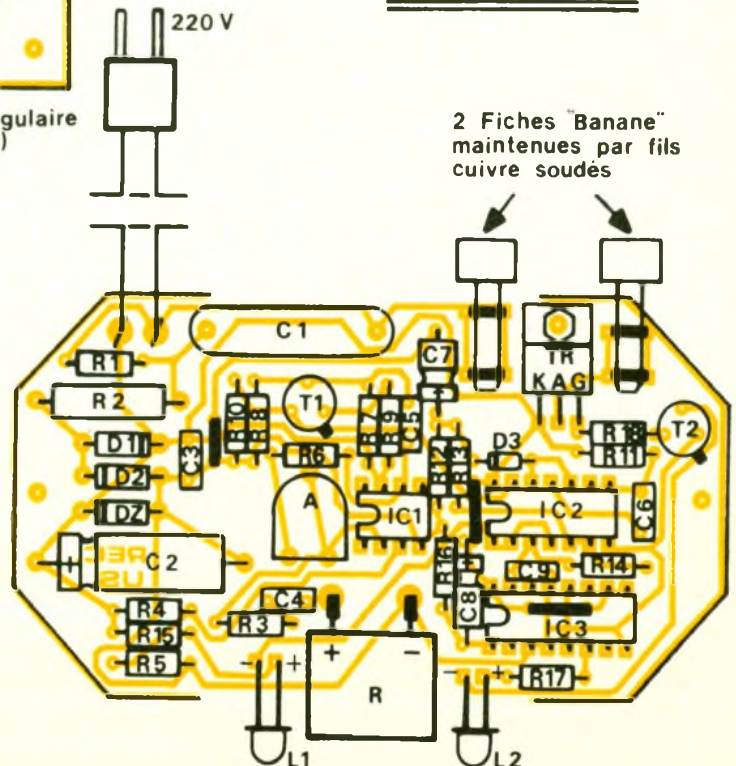 220 V
gulaire
)
2 Fiches "Banane"
maintenues par fils
cuivre soudés
C1
R1
R2
C7
TR
K A G
R10
R8
T1
R7
R9
C5
R18
R11
T2
D1
D2
DZ
C3
R6
R12
R13
D3
A
IC1
IC2
C6
+
C2
REC
US
R16
C8
C9
R14
R4
R15
R5
C4
R3
IC3
- +
+ -
R
- +
R17
L1
L2